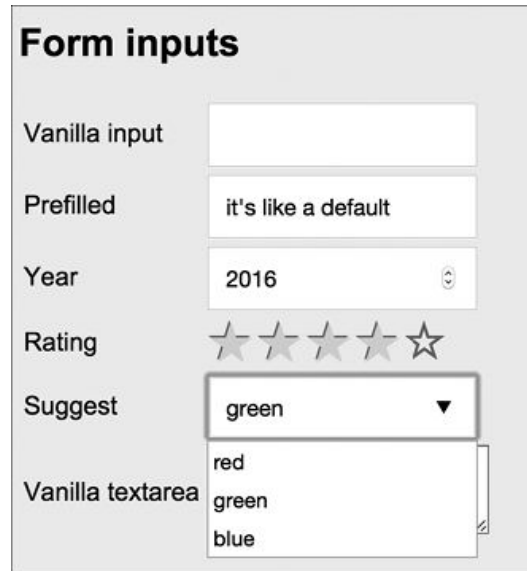 Form inputs
Vanilla input
Prefilled it's like a default
Year 2016
Rating
Suggest green
red
Vanilla textarea green
blue